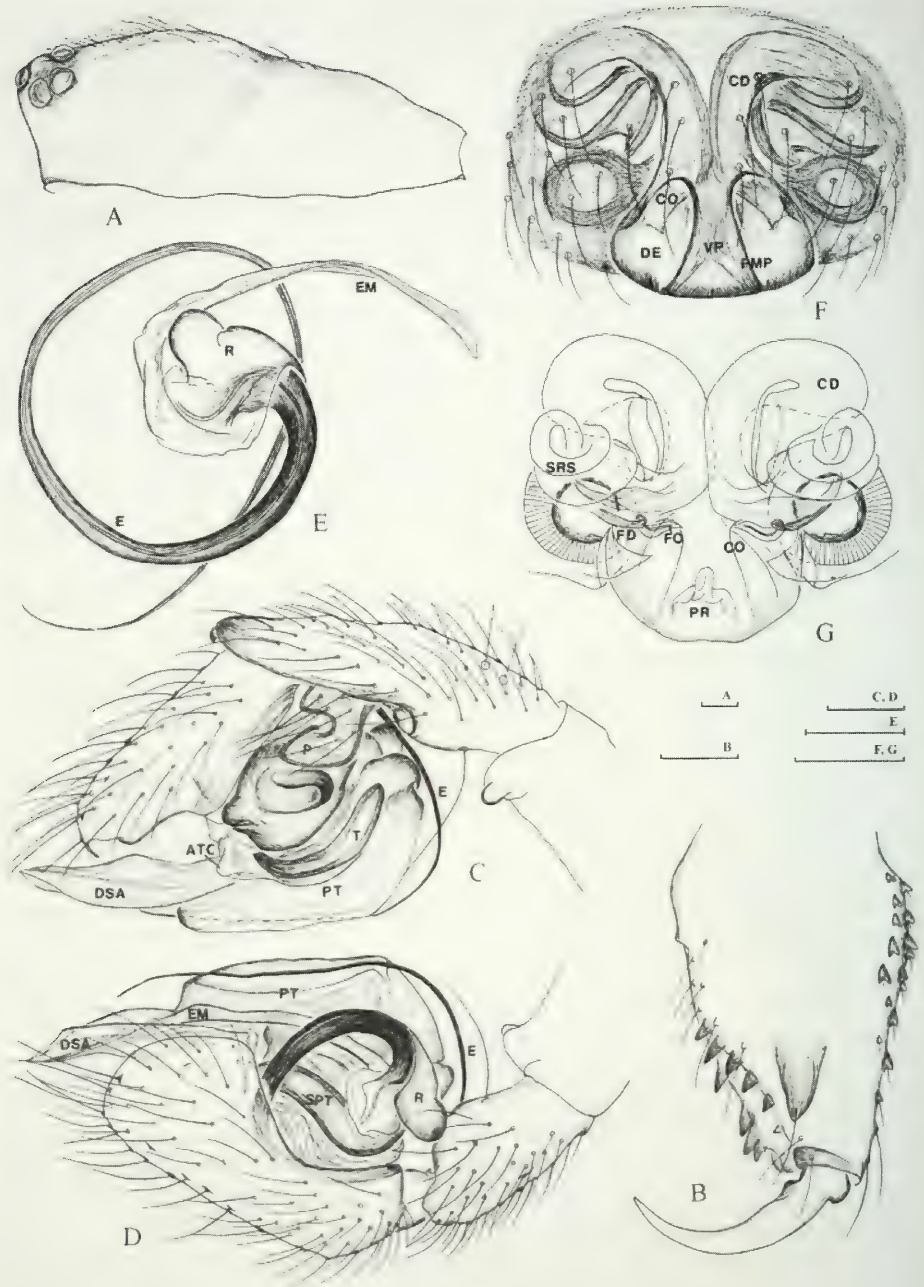 A
CD
CO
DE
VP
PMP
F
EM
R
E
E
CD
SRS
FD
FO
CO
PR
G
A
C, D
E
B
F, G
P
E
T
ATC
PT
DSA
C
PT
EM
DSA
E
SPT
R
D
B